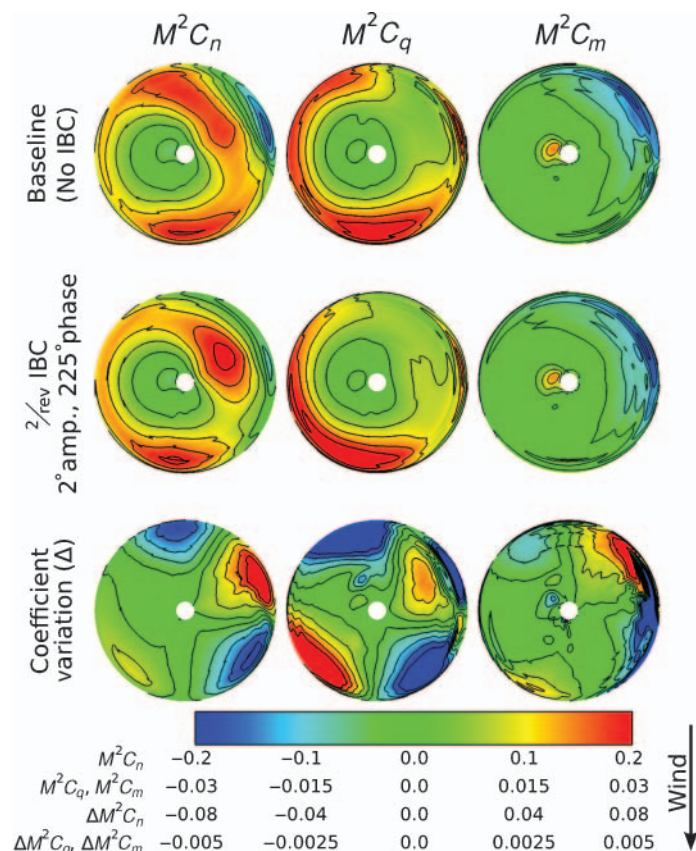 M²Cₙ M²C_q M²Cₘ
Baseline
(No IBC)
²/rev IBC
2°amp., 225°phase
Coefficient
variation (Δ)
M²Cₙ −0.2 −0.1 0.0 0.1 0.2
M²C_q, M²Cₘ −0.03 −0.015 0.0 0.015 0.03
ΔM²Cₙ −0.08 −0.04 0.0 0.04 0.08
ΔM²C_q, ΔM²Cₘ −0.005 −0.0025 0.0 0.0025 0.005
Wind